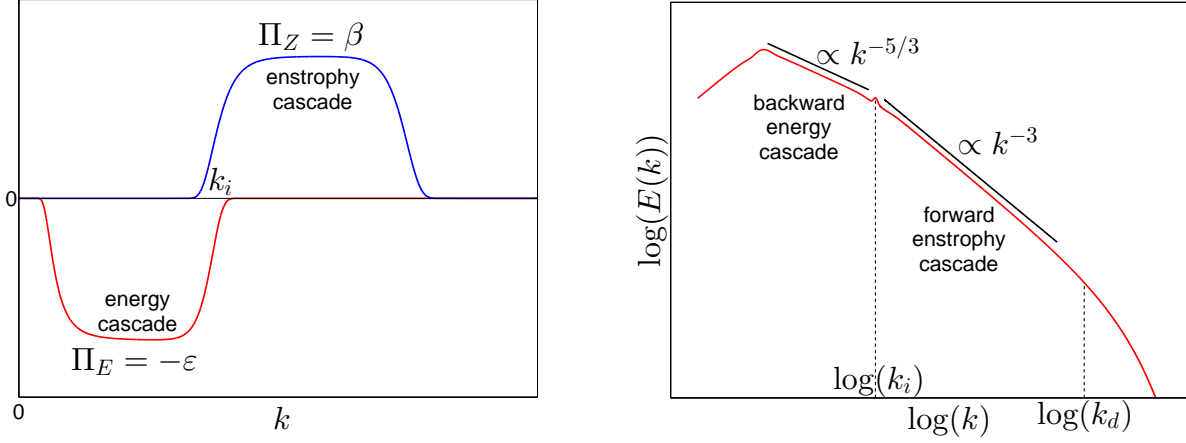 Π_Z = β
enstrophy
cascade
k_i
0
energy
cascade
Π_E = −ε
0
k
log(E(k))
∝ k^{−5/3}
backward
energy
cascade
∝ k^{−3}
forward
enstrophy
cascade
log(k_i)
log(k)
log(k_d)